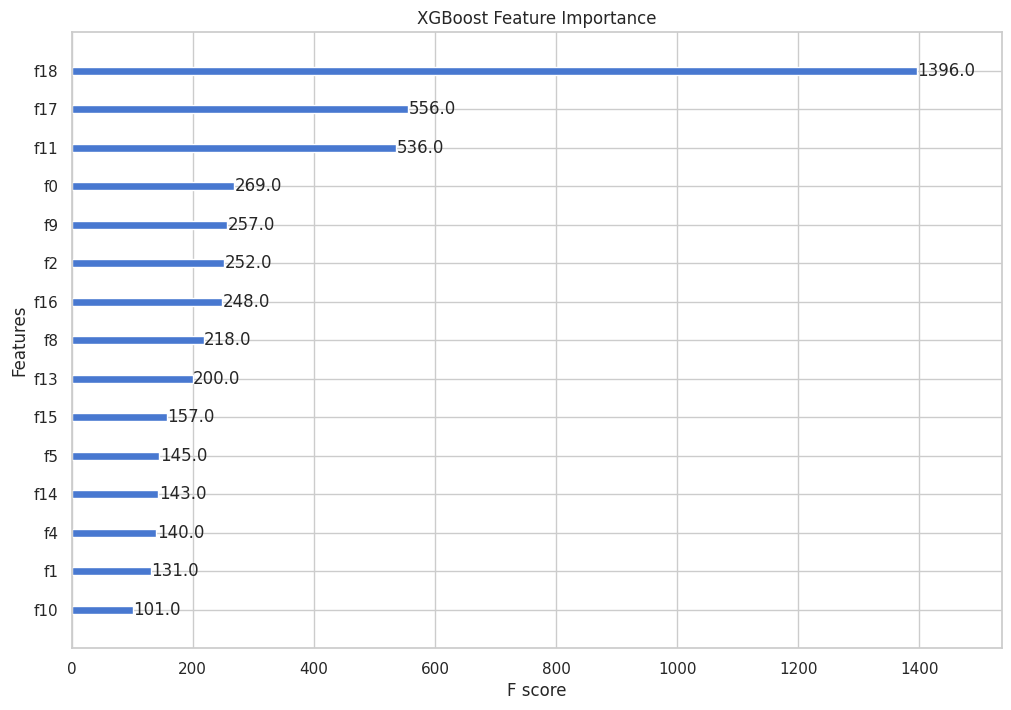 XGBoost Feature Importance
f18 1396.0
f17 556.0
f11 536.0
f0 269.0
f9 257.0
f2 252.0
f16 248.0
f8 218.0
f13 200.0
f15 157.0
f5 145.0
f14 143.0
f4 140.0
f1 131.0
f10 101.0
Features
0 200 400 600 800 1000 1200 1400
F score